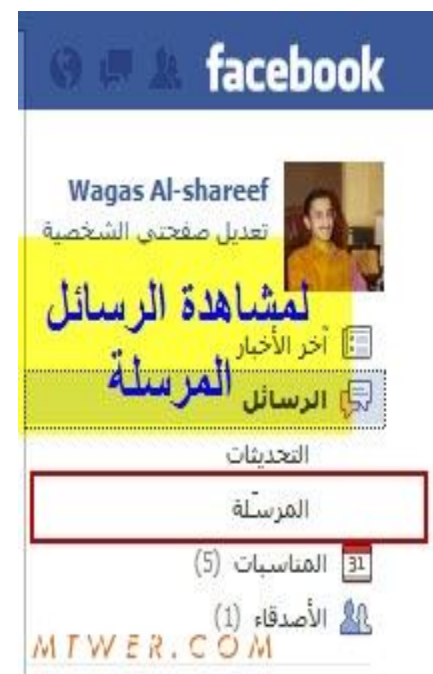 facebook
Wagas Al-shareef
تعديل صفحتي الشخصية
لمشاهدة الرسائل
آخر الأخبار
المرسلة
الرسائل
التحديثات
المرسلة
المناسبات (5)
31
الأصدقاء (1)
MTWER.COM